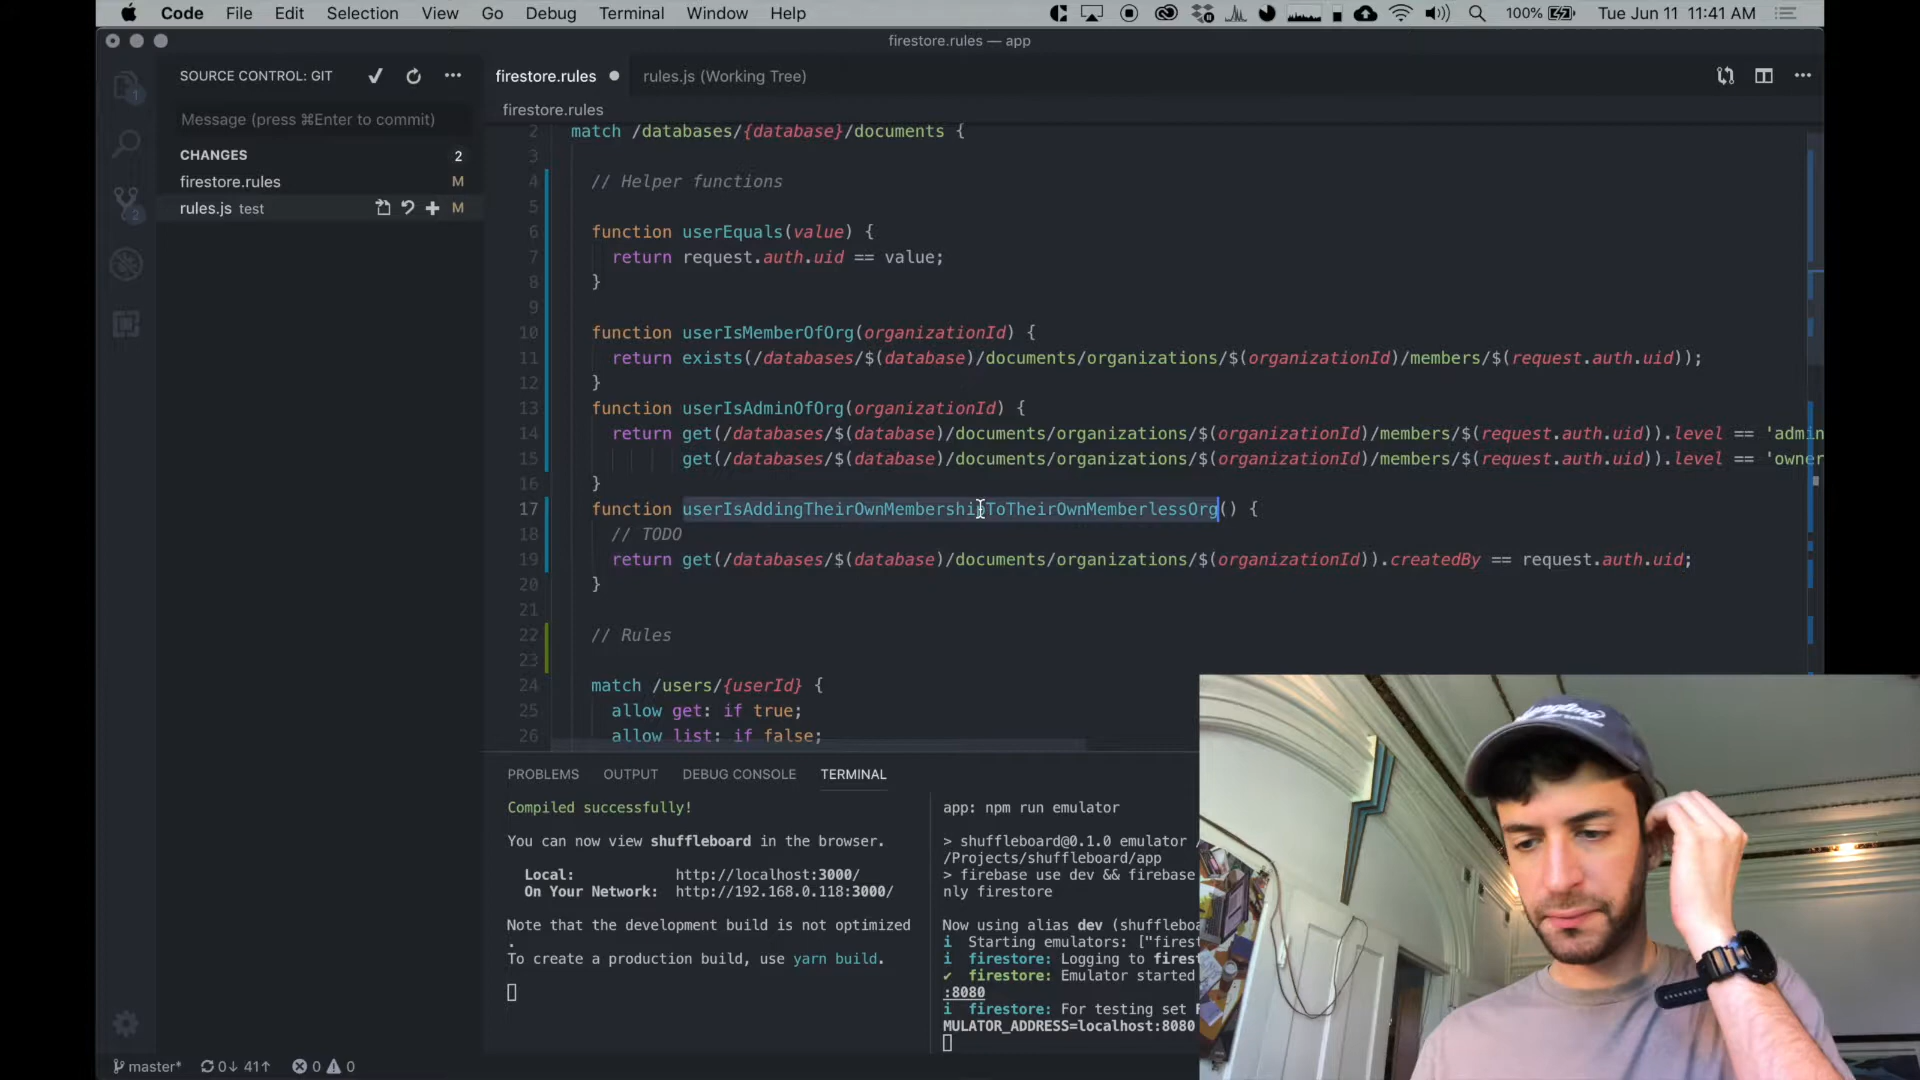 Code File Edit Selection View Go Debug Terminal Window Help 100% Tue Jun 11 11:41 AM
firestore.rules — app
SOURCE CONTROL: GIT
Message (press ⌘Enter to commit)
CHANGES 2
firestore.rules M
rules.js test M
firestore.rules
rules.js (Working Tree)
firestore.rules
2 match /databases/{database}/documents {
3
4 // Helper functions
5
6 function userEquals(value) {
7 return request.auth.uid == value;
8 }
9
10 function userIsMemberOfOrg(organizationId) {
11 return exists(/databases/$(database)/documents/organizations/$(organizationId)/members/$(request.auth.uid));
12 }
13 function userIsAdminOfOrg(organizationId) {
14 return get(/databases/$(database)/documents/organizations/$(organizationId)/members/$(request.auth.uid)).level == 'admin
15 get(/databases/$(database)/documents/organizations/$(organizationId)/members/$(request.auth.uid)).level == 'owner
16 }
17 function userIsAddingTheirOwnMembershipToTheirOwnMemberlessOrg() {
18 // TODO
19 return get(/databases/$(database)/documents/organizations/$(organizationId)).createdBy == request.auth.uid;
20 }
21
22 // Rules
23
24 match /users/{userId} {
25 allow get: if true;
26 allow list: if false;
PROBLEMS OUTPUT DEBUG CONSOLE TERMINAL
Compiled successfully!
You can now view shuffleboard in the browser.
Local: http://localhost:3000/
On Your Network: http://192.168.0.118:3000/
Note that the development build is not optimized
.
To create a production build, use yarn build.
app: npm run emulator
> shuffleboard@0.1.0 emulator
/Projects/shuffleboard/app
> firebase use dev && firebase
nly firestore
Now using alias dev (shufflebo
i Starting emulators: ["fires
i firestore: Logging to fires
✔ firestore: Emulator started
:8080
i firestore: For testing set
MULATOR_ADDRESS=localhost:8080
master* 0↓ 41↑ 0 0